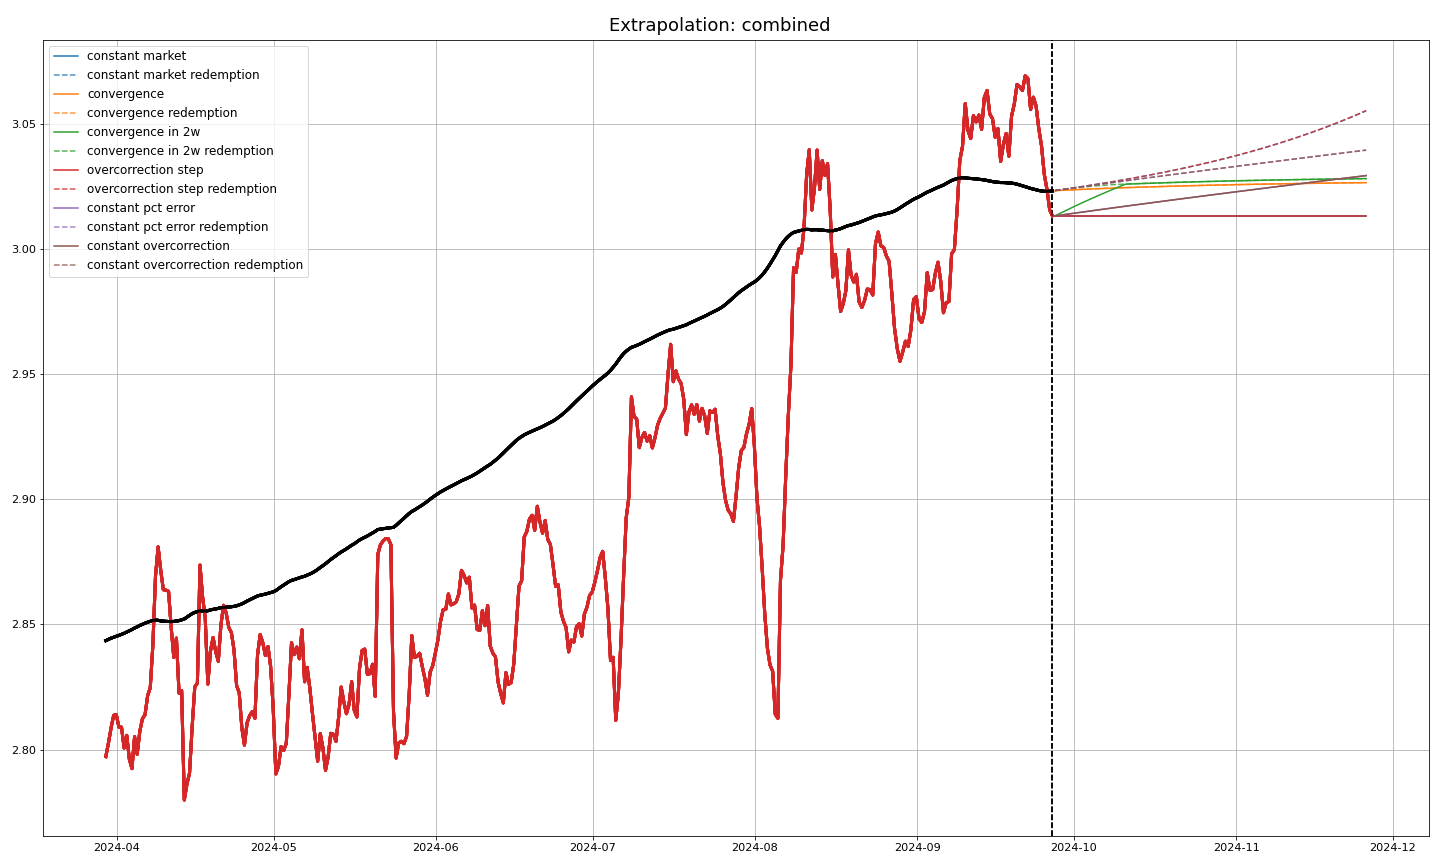 Extrapolation: combined
constant market
constant market redemption
convergence
convergence redemption
convergence in 2w
convergence in 2w redemption
overcorrection step
overcorrection step redemption
constant pct error
constant pct error redemption
constant overcorrection
constant overcorrection redemption
3.05
3.00
2.95
2.90
2.85
2.80
2024-04 2024-05 2024-06 2024-07 2024-08 2024-09 2024-10 2024-11 2024-12